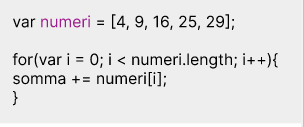 var numeri = [4, 9, 16, 25, 29];
for(var i = 0; i < numeri.length; i++){
somma += numeri[i];
}